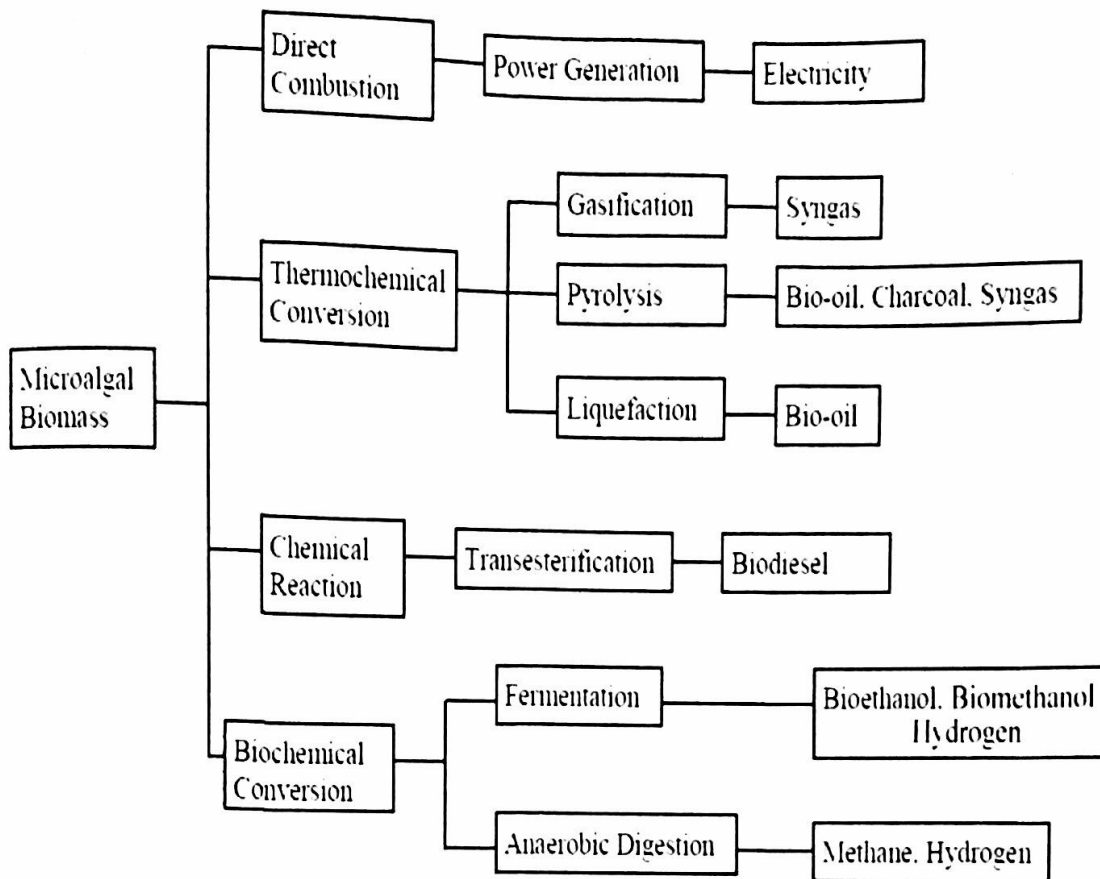 Direct
Combustion
Power Generation
Electricity
Gasification
Syngas
Thermochemical
Conversion
Pyrolysis
Bio-oil. Charcoal. Syngas
Microalgal
Biomass
Liquefaction
Bio-oil
Chemical
Reaction
Transesterification
Biodiesel
Fermentation
Bioethanol. Biomethanol
Hydrogen
Biochemical
Conversion
Anaerobic Digestion
Methane. Hydrogen